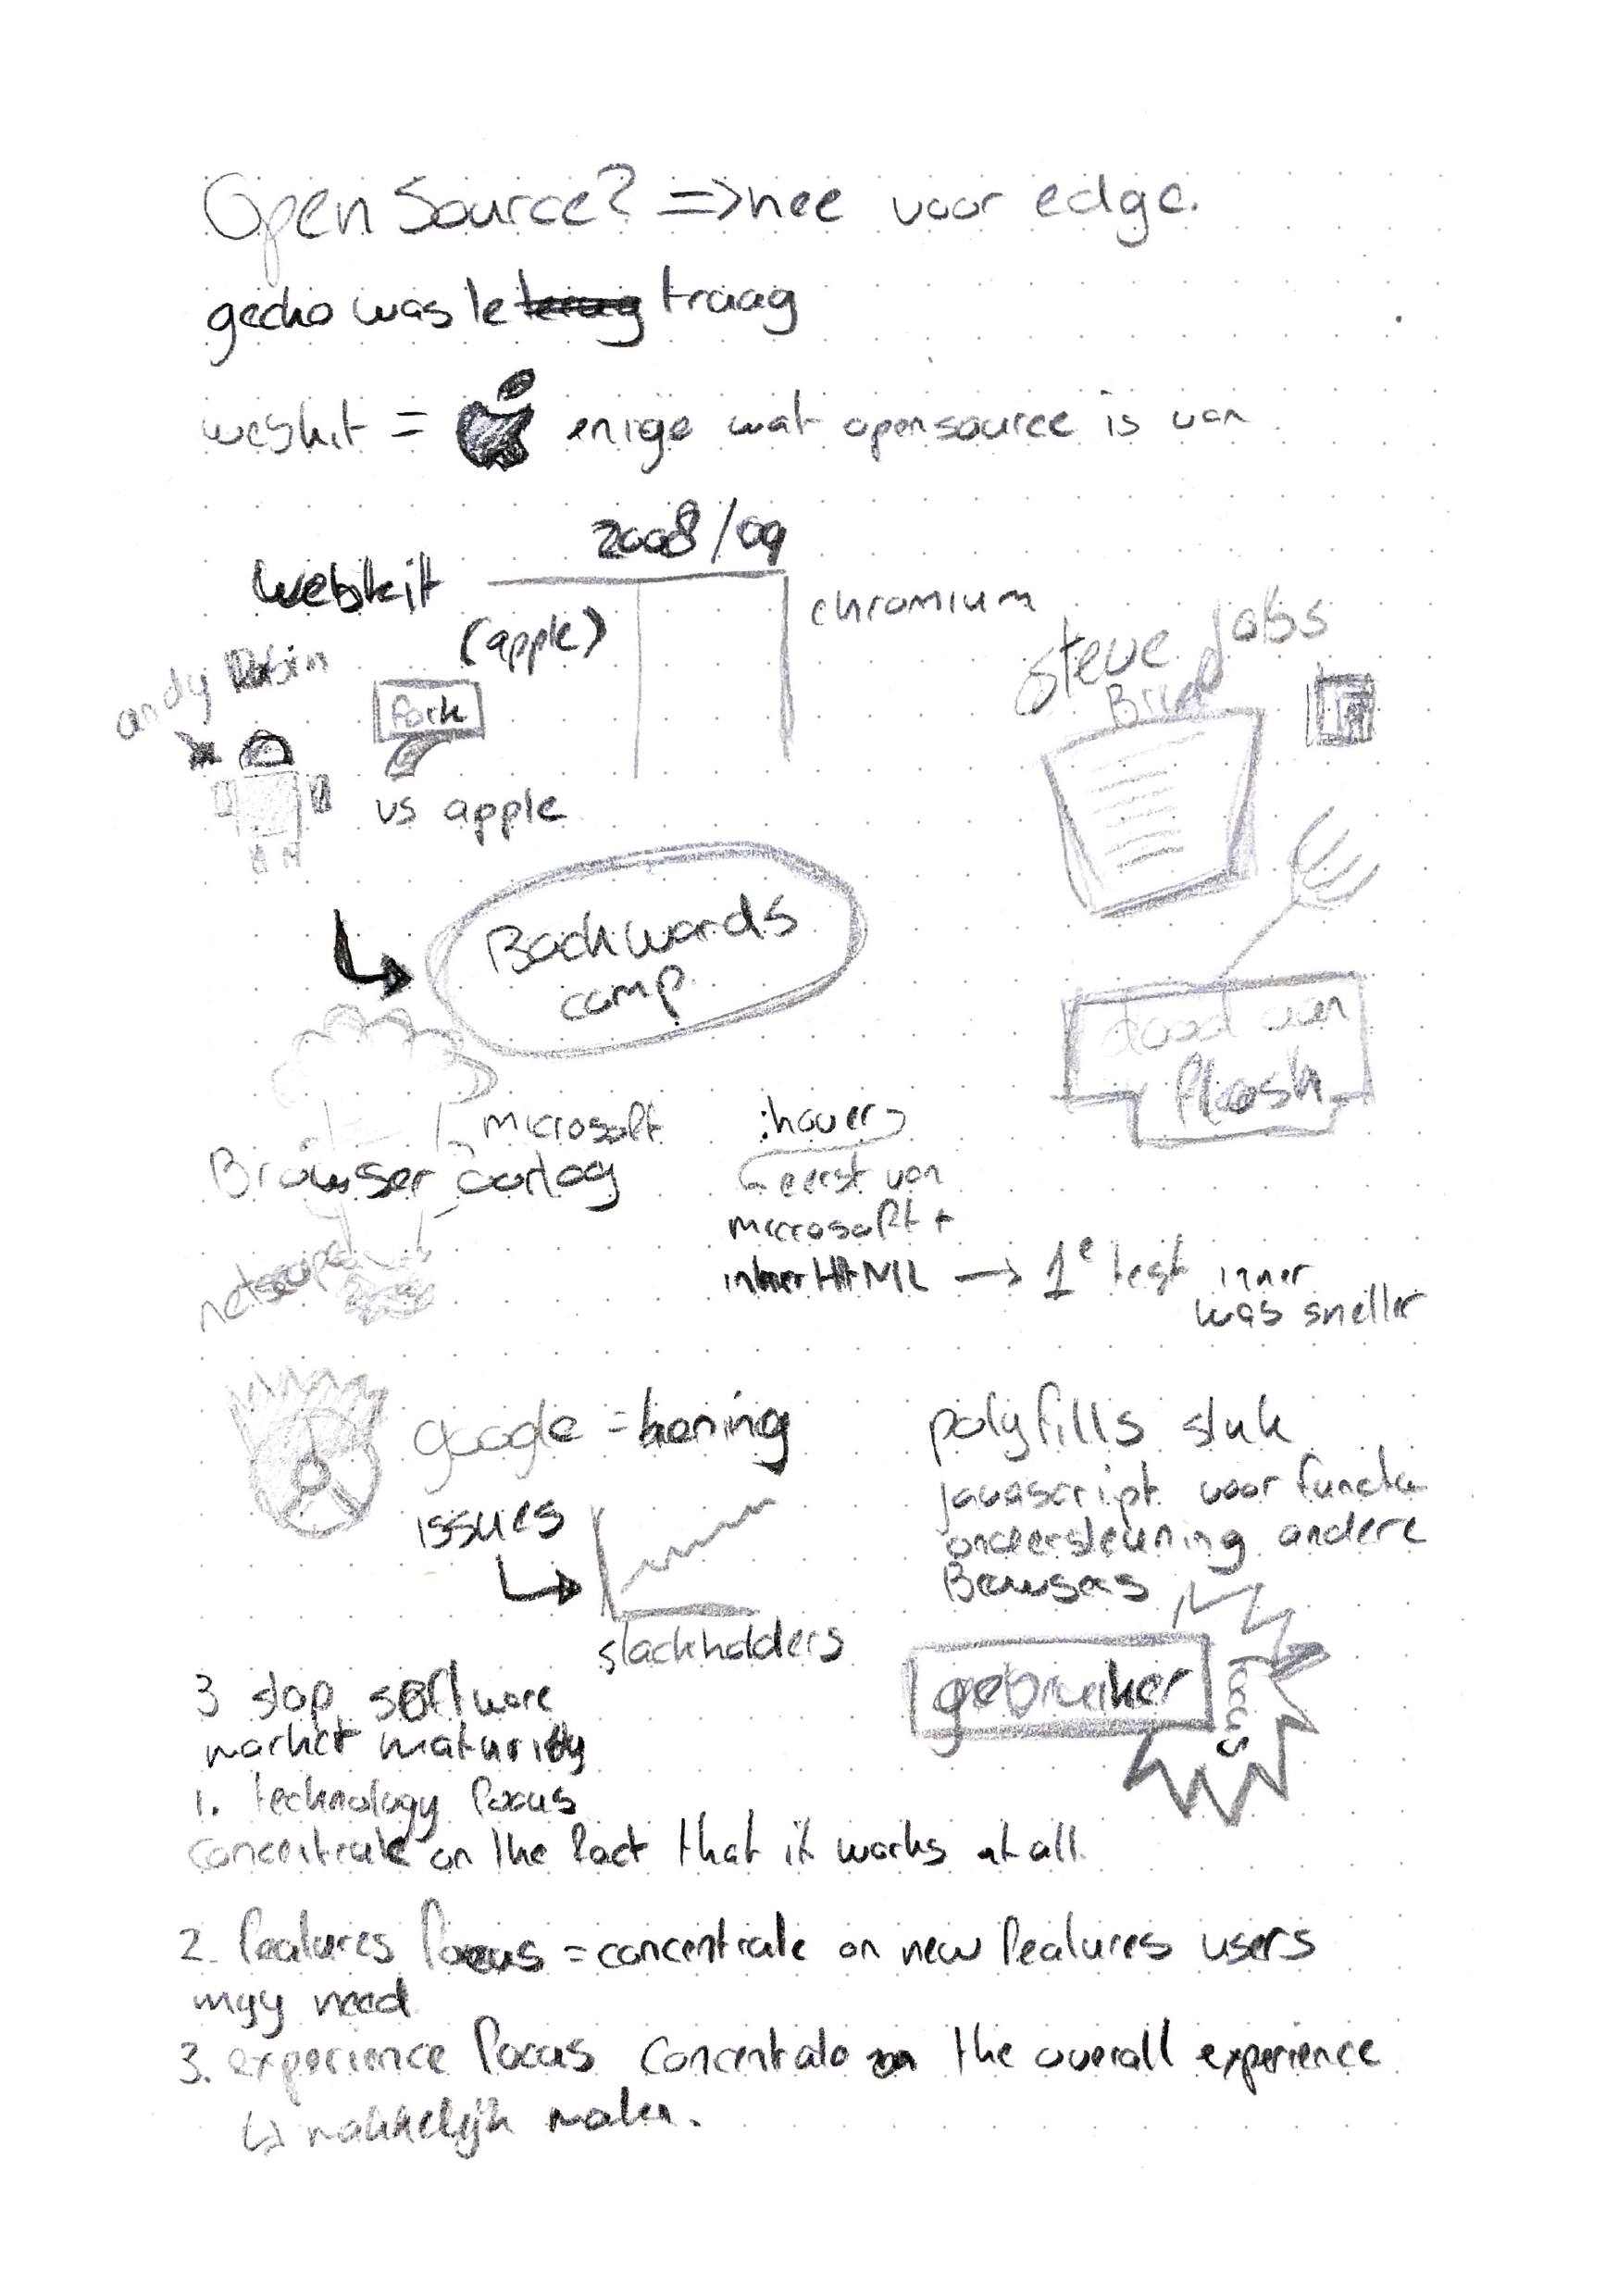 Open Source? => nee voor edge.
gecko was te traag
webkit = enige wat opensource is van
2008/09
webkit
(apple)
chromium
andy Rubin
Fork
vs apple
Steve Jobs
Brief
Backwards
comp.
dood aan
flash
microsoft
Browser oorlog
netscape
:hover
eerst van
microsoft +
innerHTML → 1e test inner
was sneller
google = koning
issues
stackholders
polyfills stuk
javascript voor functie
ondersteuning andere
Browsers
gebruiker
focus
3 stop software
market maturity
1. technology focus
concentrate on the fact that it works at all.
2. features focus = concentrate on new features users
may need
3. experience focus concentrate on the overall experience
↳ makkelijk maken.